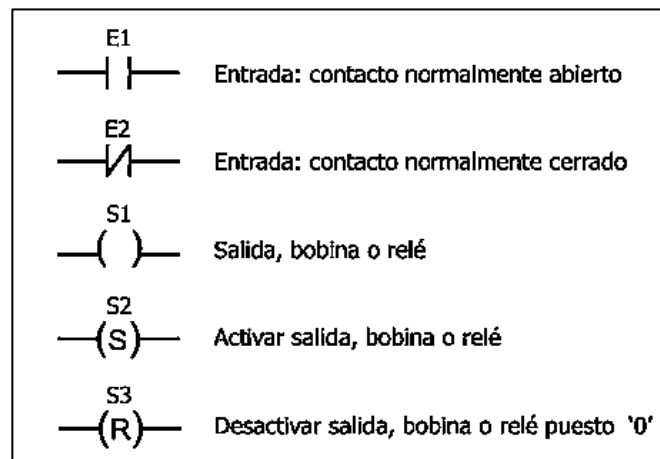 E1
Entrada: contacto normalmente abierto
E2
Entrada: contacto normalmente cerrado
S1
Salida, bobina o relé
S2
(S) Activar salida, bobina o relé
S3
(R) Desactivar salida, bobina o relé puesto '0'